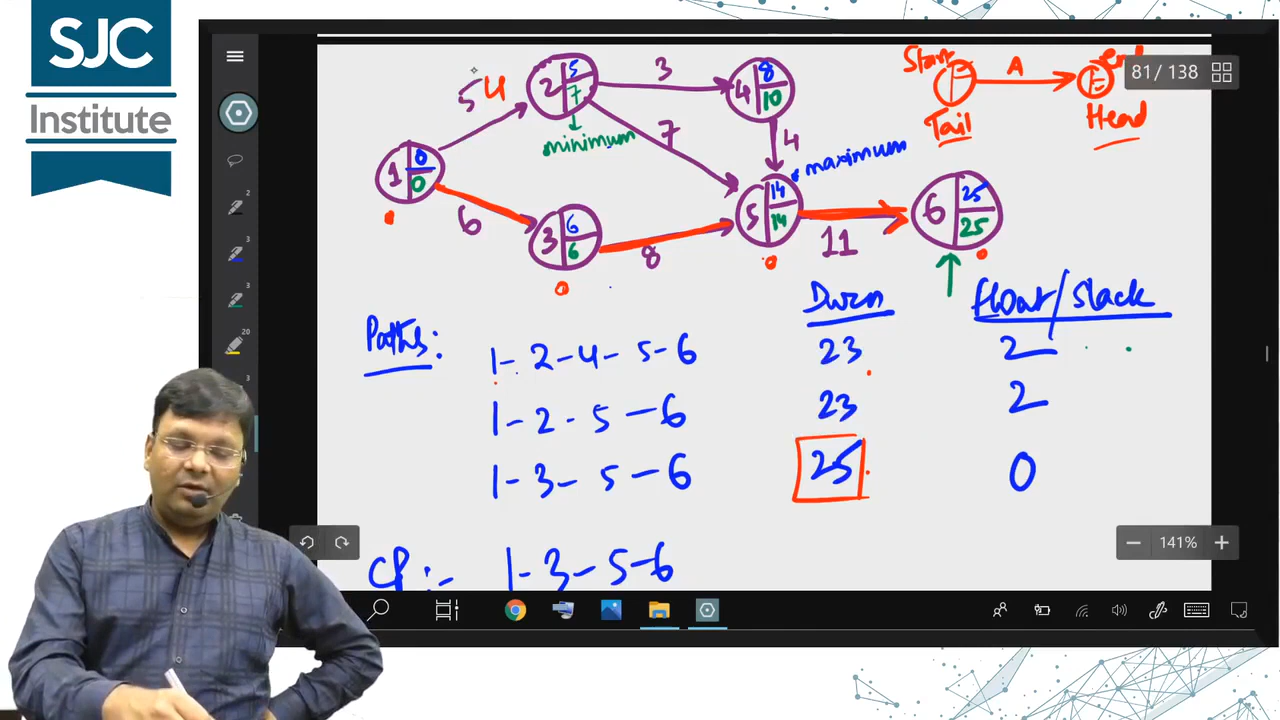 SJC
Institute
81/138
Start A end
Tail Head
54
2 5 7
3
4 8 10
minimum
7
4
maximum
1 0 0
6
3 6 6
8
5 14 14
11
6 25 25
Paths:
Float/Slack
1-2-4-5-6 23 2
1-2-5-6 23 2
1-3-5-6 25 0
CP:- 1-3-5-6
141%